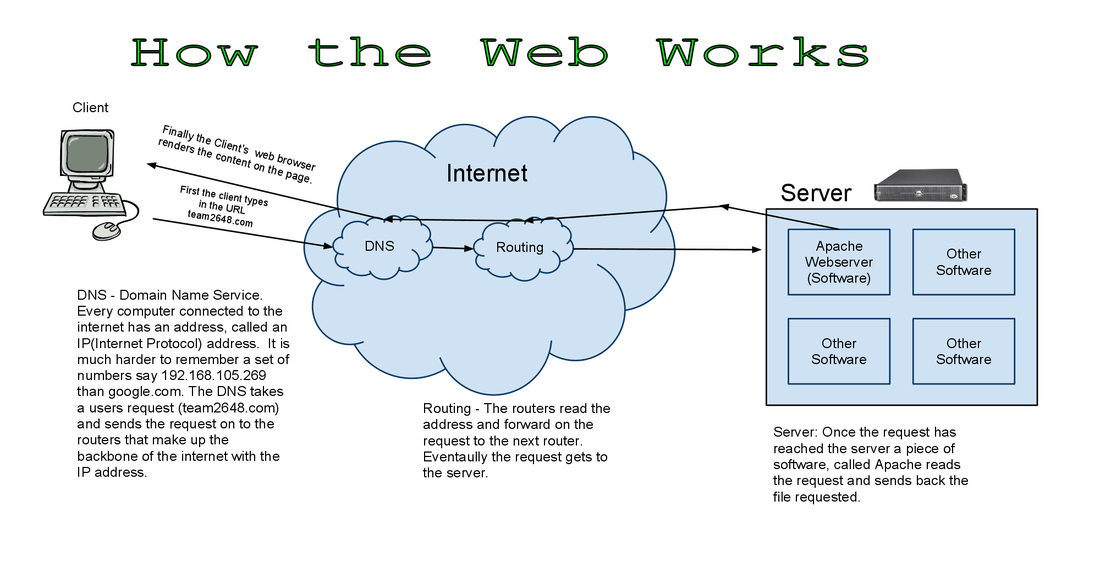 How the Web Works
Client
Finally the Client's web browser
renders the content on the page.
First the client types
in the URL
team2648.com
Internet
DNS
Routing
Server
Apache
Webserver
(Software)
Other
Software
Other
Software
Other
Software
DNS - Domain Name Service.
Every computer connected to the
internet has an address, called an
IP(Internet Protocol) address. It is
much harder to remember a set of
numbers say 192.168.105.269
than google.com. The DNS takes
a users request (team2648.com)
and sends the request on to the
routers that make up the
backbone of the internet with the
IP address.
Routing - The routers read the
address and forward on the
request to the next router.
Eventaully the request gets to
the server.
Server: Once the request has
reached the server a piece of
software, called Apache reads
the request and sends back the
file requested.